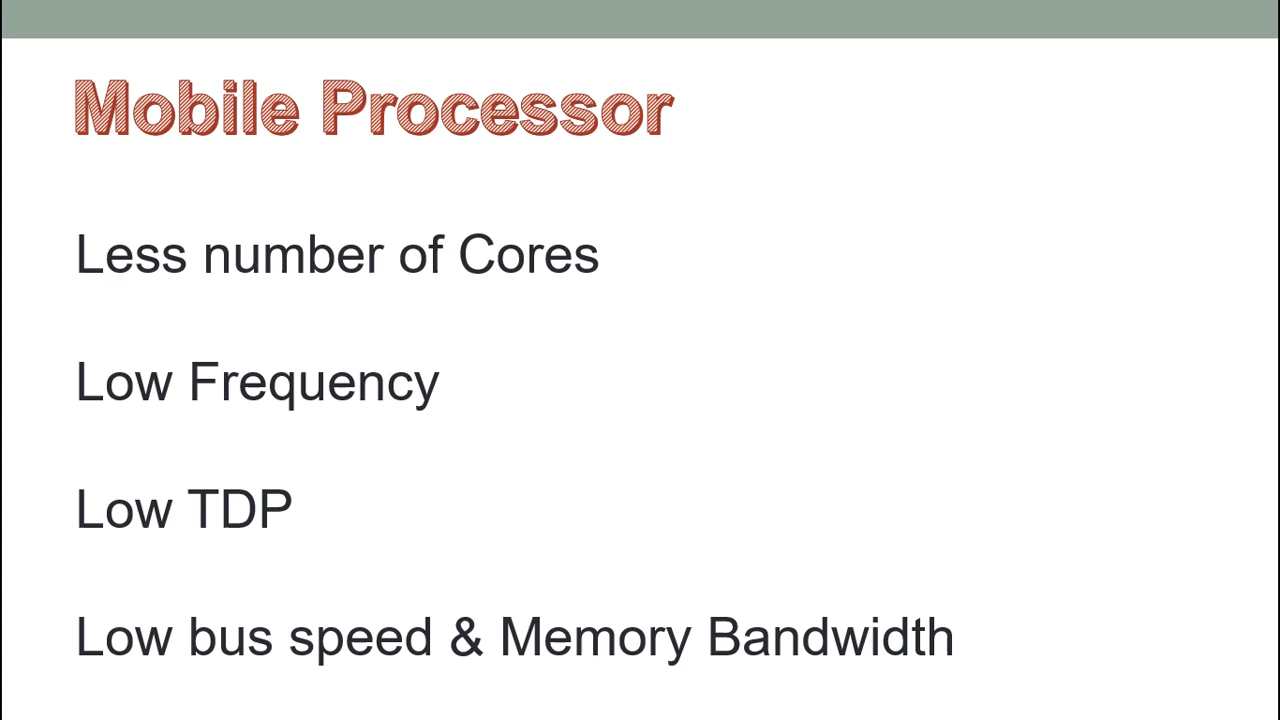 Mobile Processor
Less number of Cores
Low Frequency
Low TDP
Low bus speed & Memory Bandwidth